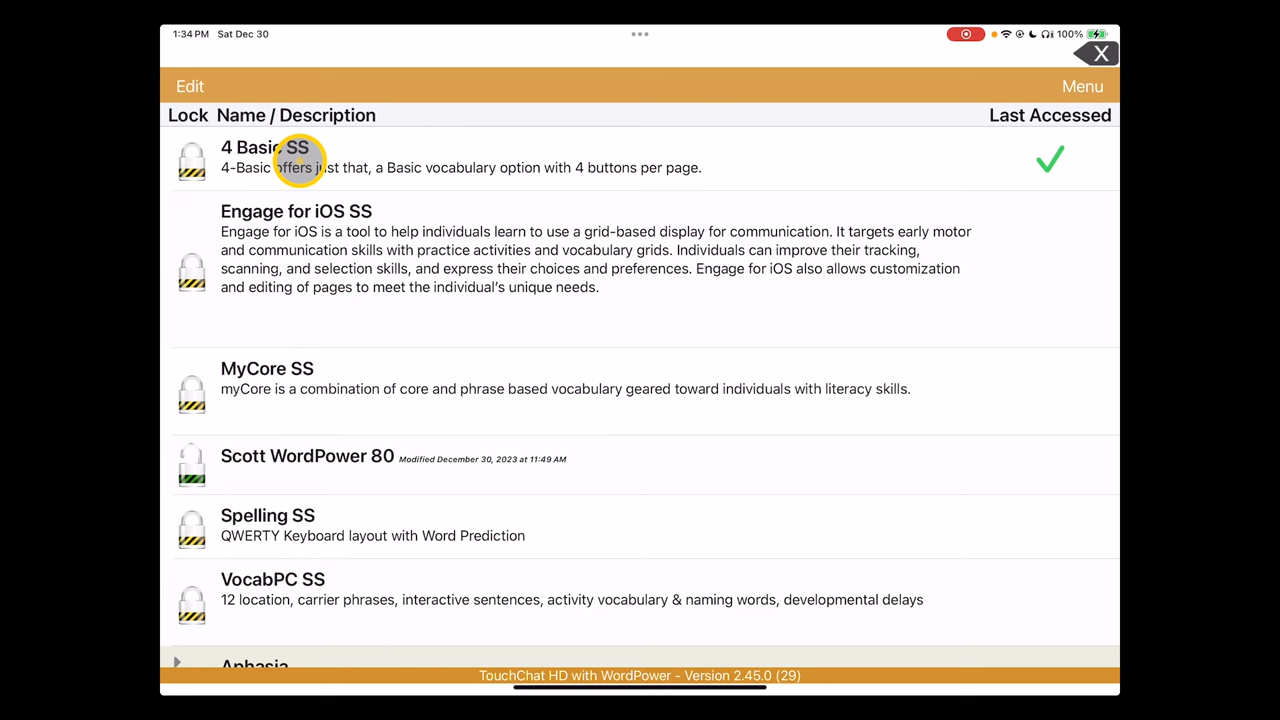 1:34 PM Sat Dec 30
100%
X
Edit
Menu
Lock Name / Description Last Accessed
4 Basic SS
4-Basic offers just that, a Basic vocabulary option with 4 buttons per page.
Engage for iOS SS
Engage for iOS is a tool to help individuals learn to use a grid-based display for communication. It targets early motor
and communication skills with practice activities and vocabulary grids. Individuals can improve their tracking,
scanning, and selection skills, and express their choices and preferences. Engage for iOS also allows customization
and editing of pages to meet the individual’s unique needs.
MyCore SS
myCore is a combination of core and phrase based vocabulary geared toward individuals with literacy skills.
Scott WordPower 80 Modified December 30, 2023 at 11:49 AM
Spelling SS
QWERTY Keyboard layout with Word Prediction
VocabPC SS
12 location, carrier phrases, interactive sentences, activity vocabulary & naming words, developmental delays
Aphasia
TouchChat HD with WordPower - Version 2.45.0 (29)